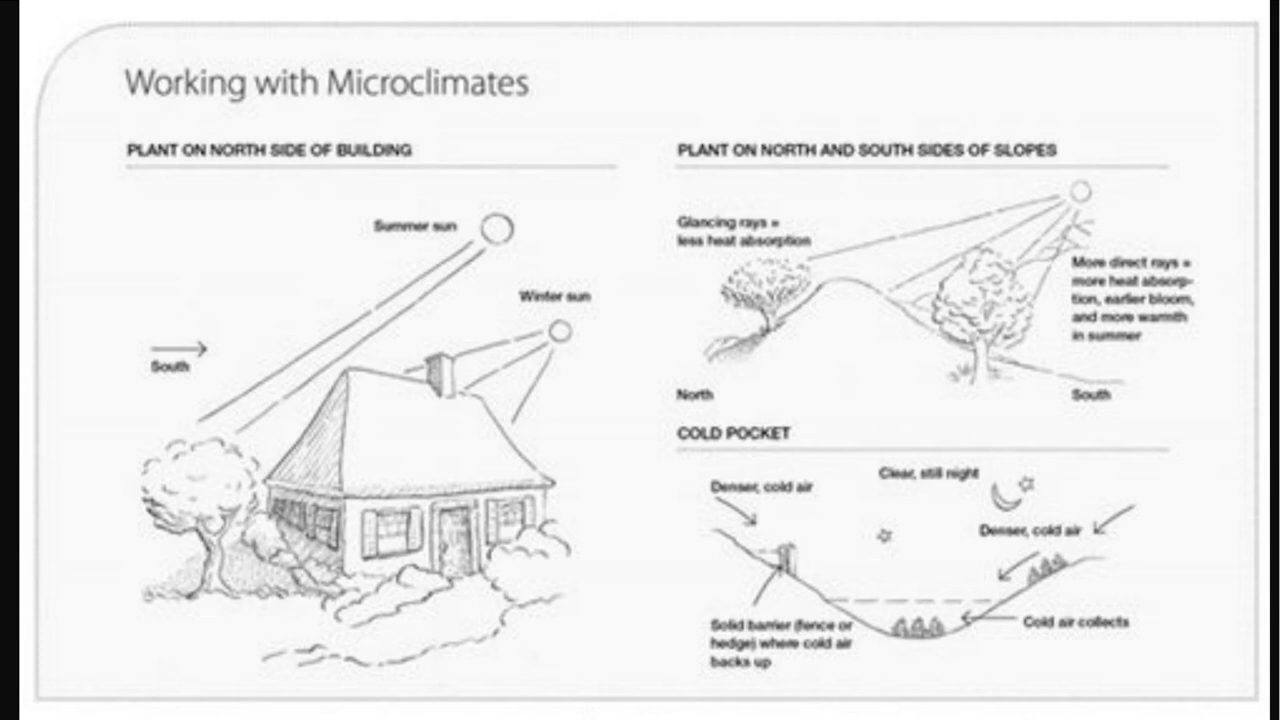 Working with Microclimates
PLANT ON NORTH SIDE OF BUILDING
Summer sun
Winter sun
South
PLANT ON NORTH AND SOUTH SIDES OF SLOPES
Glancing rays =
less heat absorption
More direct rays =
more heat absorp-
tion, earlier bloom,
and more warmth
in summer
North
South
COLD POCKET
Clear, still night
Denser, cold air
Denser, cold air
Solid barrier (fence or
hedge) where cold air
backs up
Cold air collects